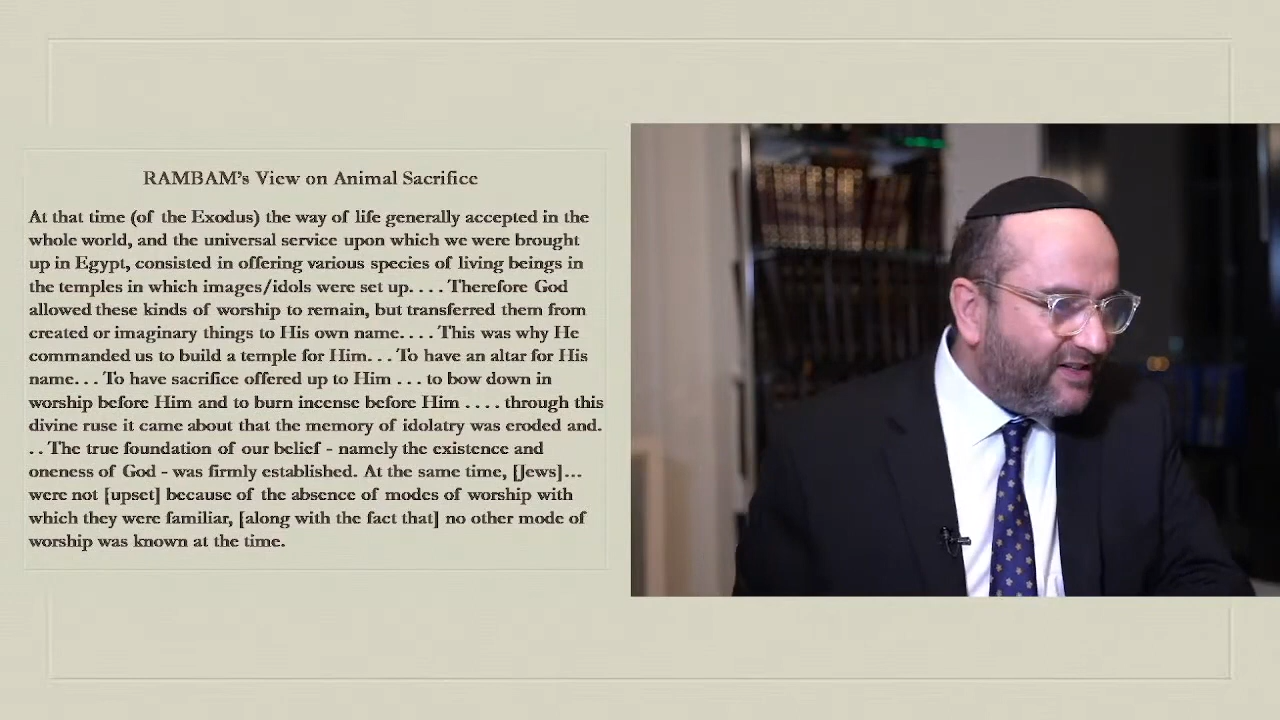 RAMBAM's View on Animal Sacrifice
At that time (of the Exodus) the way of life generally accepted in the
whole world, and the universal service upon which we were brought
up in Egypt, consisted in offering various species of living beings in
the temples in which images/idols were set up. . . . Therefore God
allowed these kinds of worship to remain, but transferred them from
created or imaginary things to His own name. . . . This was why He
commanded us to build a temple for Him. . . To have an altar for His
name. . . To have sacrifice offered up to Him . . . to bow down in
worship before Him and to burn incense before Him . . . . through this
divine ruse it came about that the memory of idolatry was eroded and.
. . The true foundation of our belief - namely the existence and
oneness of God - was firmly established. At the same time, [Jews]...
were not [upset] because of the absence of modes of worship with
which they were familiar, [along with the fact that] no other mode of
worship was known at the time.